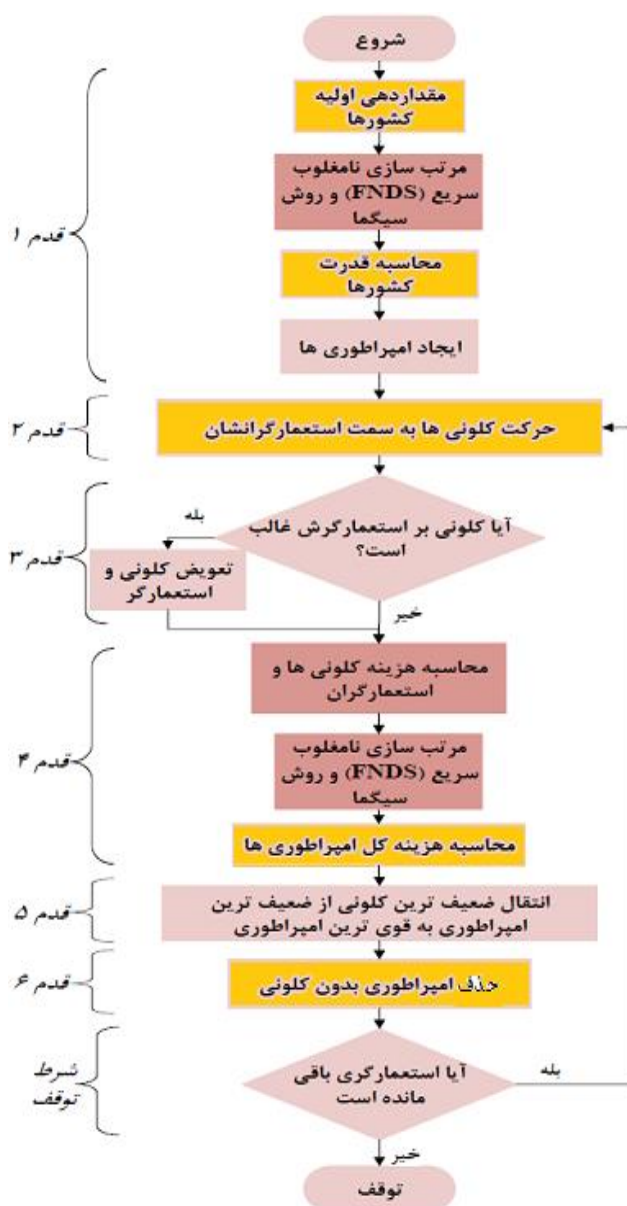 شروع
مقداردهی اولیه
کشورها
مرتب سازی نامغلوب
سریع (FNDS) و روش
سیگما
محاسبه قدرت
کشورها
ایجاد امپراطوری ها
قدم ۱
حرکت کلونی ها به سمت استعمارگرانشان
قدم ۲
آیا کلونی بر استعمارگرش غالب
است؟
بله
تعویض کلونی و
استعمارگر
خیر
قدم ۳
محاسبه هزینه کلونی ها و
استعمارگران
مرتب سازی نامغلوب
سریع (FNDS) و روش
سیگما
محاسبه هزینه کل امپراطوری ها
قدم ۴
انتقال ضعیف ترین کلونی از ضعیف ترین
امپراطوری به قوی ترین امپراطوری
قدم ۵
حذف امپراطوری بدون کلونی
قدم ۶
آیا استعمارگری باقی
مانده است
بله
شرط
توقف
خیر
توقف